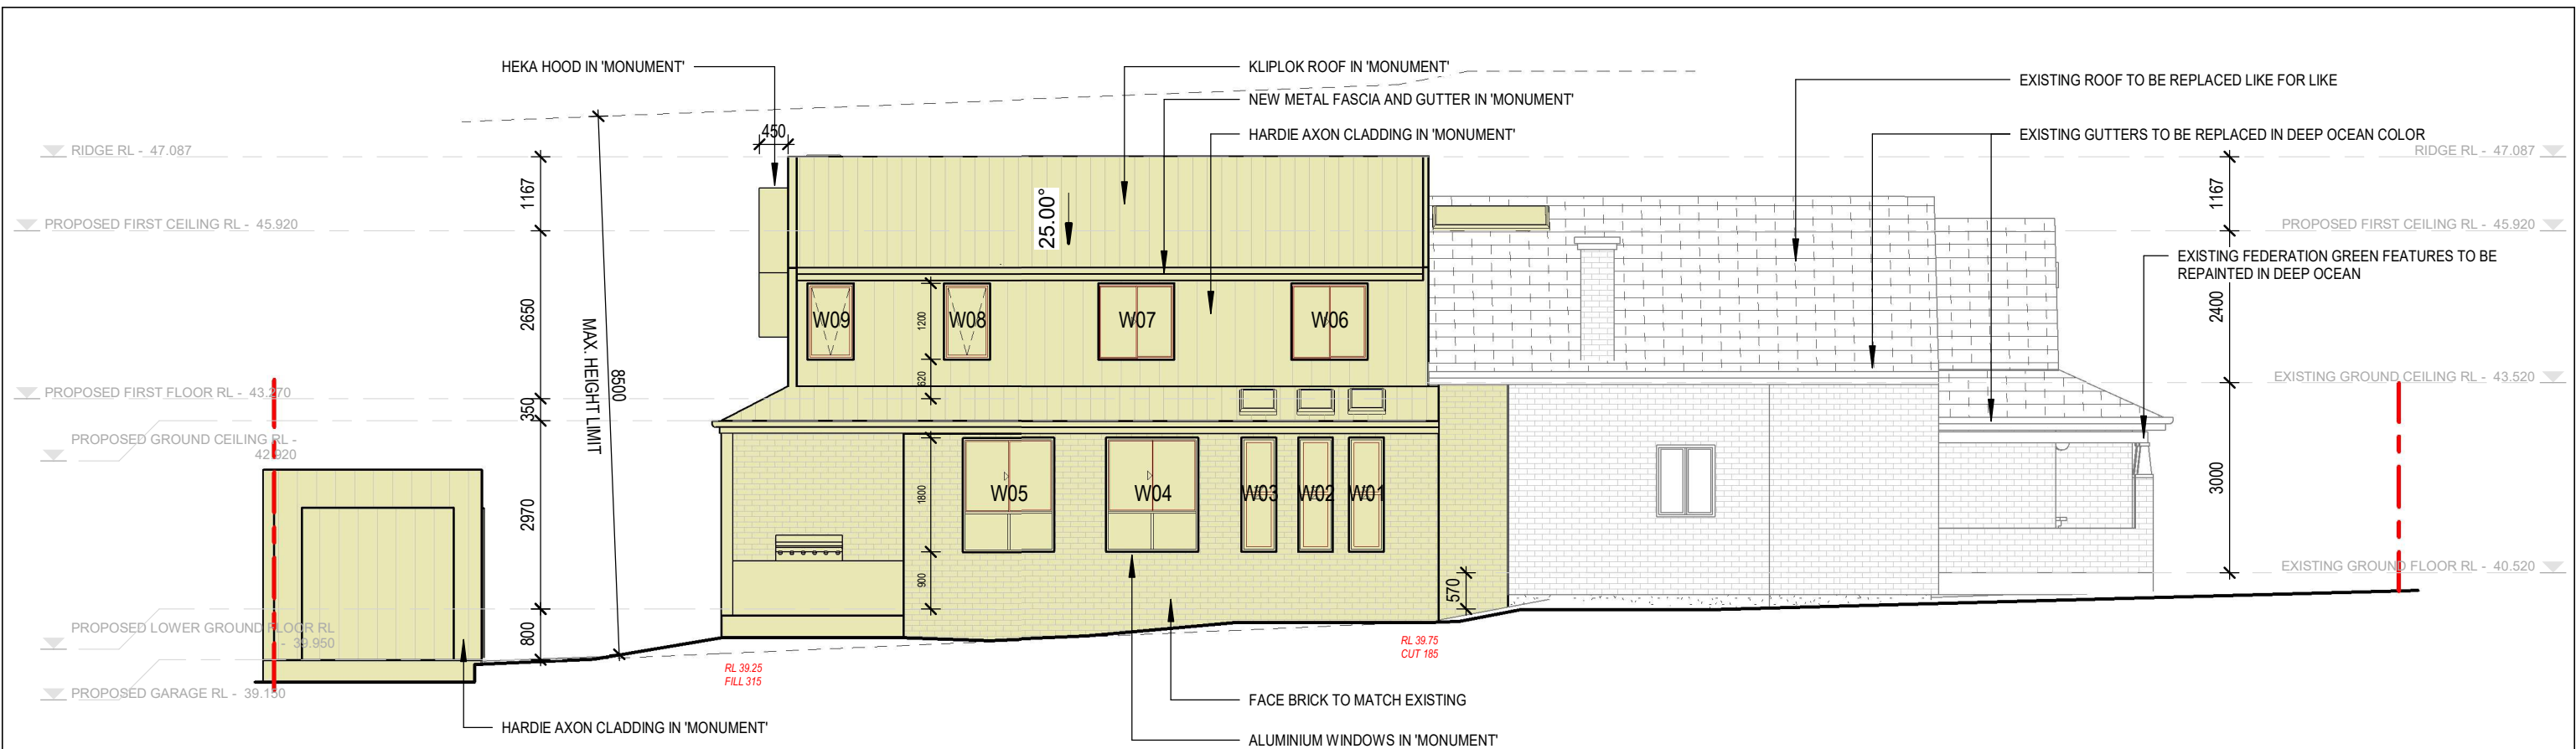 HEKA HOOD IN 'MONUMENT'
KLIPLOK ROOF IN 'MONUMENT'
NEW METAL FASCIA AND GUTTER IN 'MONUMENT'
HARDIE AXON CLADDING IN 'MONUMENT'
EXISTING ROOF TO BE REPLACED LIKE FOR LIKE
EXISTING GUTTERS TO BE REPLACED IN DEEP OCEAN COLOR
EXISTING FEDERATION GREEN FEATURES TO BE
REPAINTED IN DEEP OCEAN
RIDGE RL - 47.087
PROPOSED FIRST CEILING RL - 45.920
PROPOSED FIRST FLOOR RL - 43.270
PROPOSED GROUND CEILING RL -
42.920
PROPOSED LOWER GROUND FLOOR RL
- 39.950
PROPOSED GARAGE RL - 39.150
1167
2650
350
2970
800
MAX. HEIGHT LIMIT
8500
450
25.00°
W09
W08
W07
W06
1200
620
W05
W04
W03
W02
W01
1800
900
570
RL 39.25
FILL 315
RL 39.75
CUT 185
HARDIE AXON CLADDING IN 'MONUMENT'
FACE BRICK TO MATCH EXISTING
ALUMINIUM WINDOWS IN 'MONUMENT'
RIDGE RL - 47.087
PROPOSED FIRST CEILING RL - 45.920
EXISTING GROUND CEILING RL - 43.520
EXISTING GROUND FLOOR RL - 40.520
1167
2400
3000